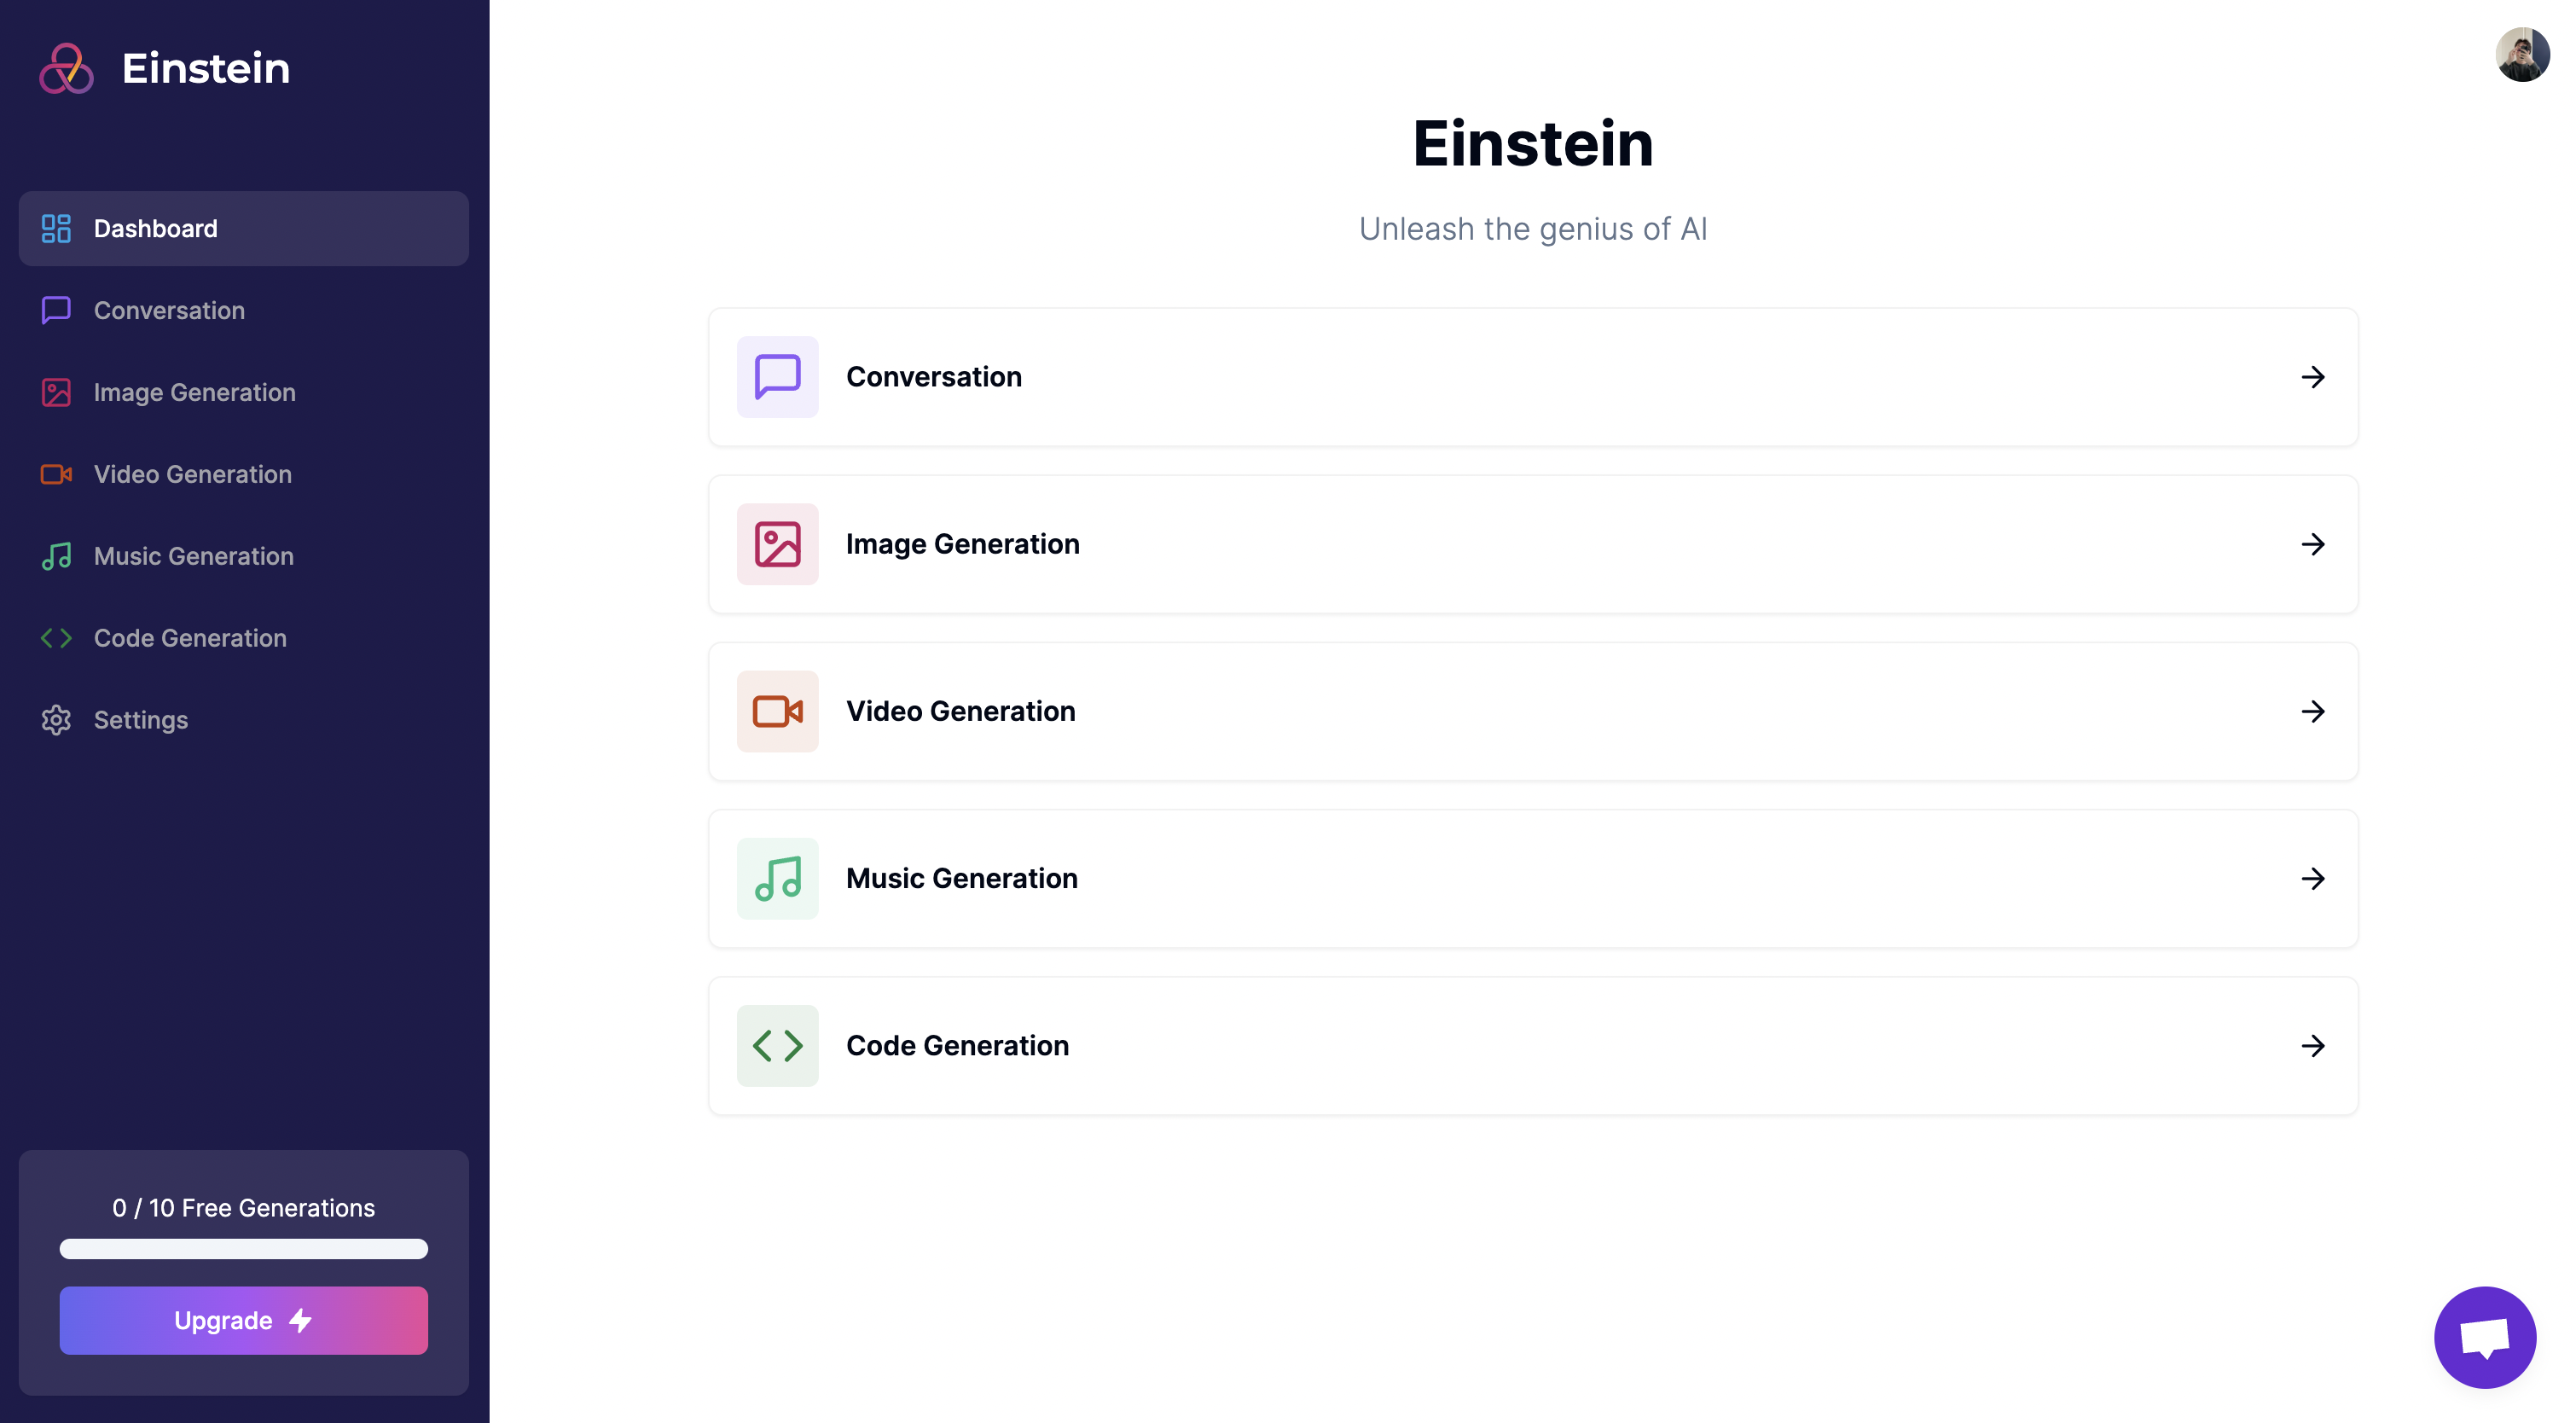 Einstein
Dashboard
Conversation
Image Generation
Video Generation
Music Generation
Code Generation
Settings
0 / 10 Free Generations
Upgrade
Einstein
Unleash the genius of AI
Conversation
Image Generation
Video Generation
Music Generation
Code Generation